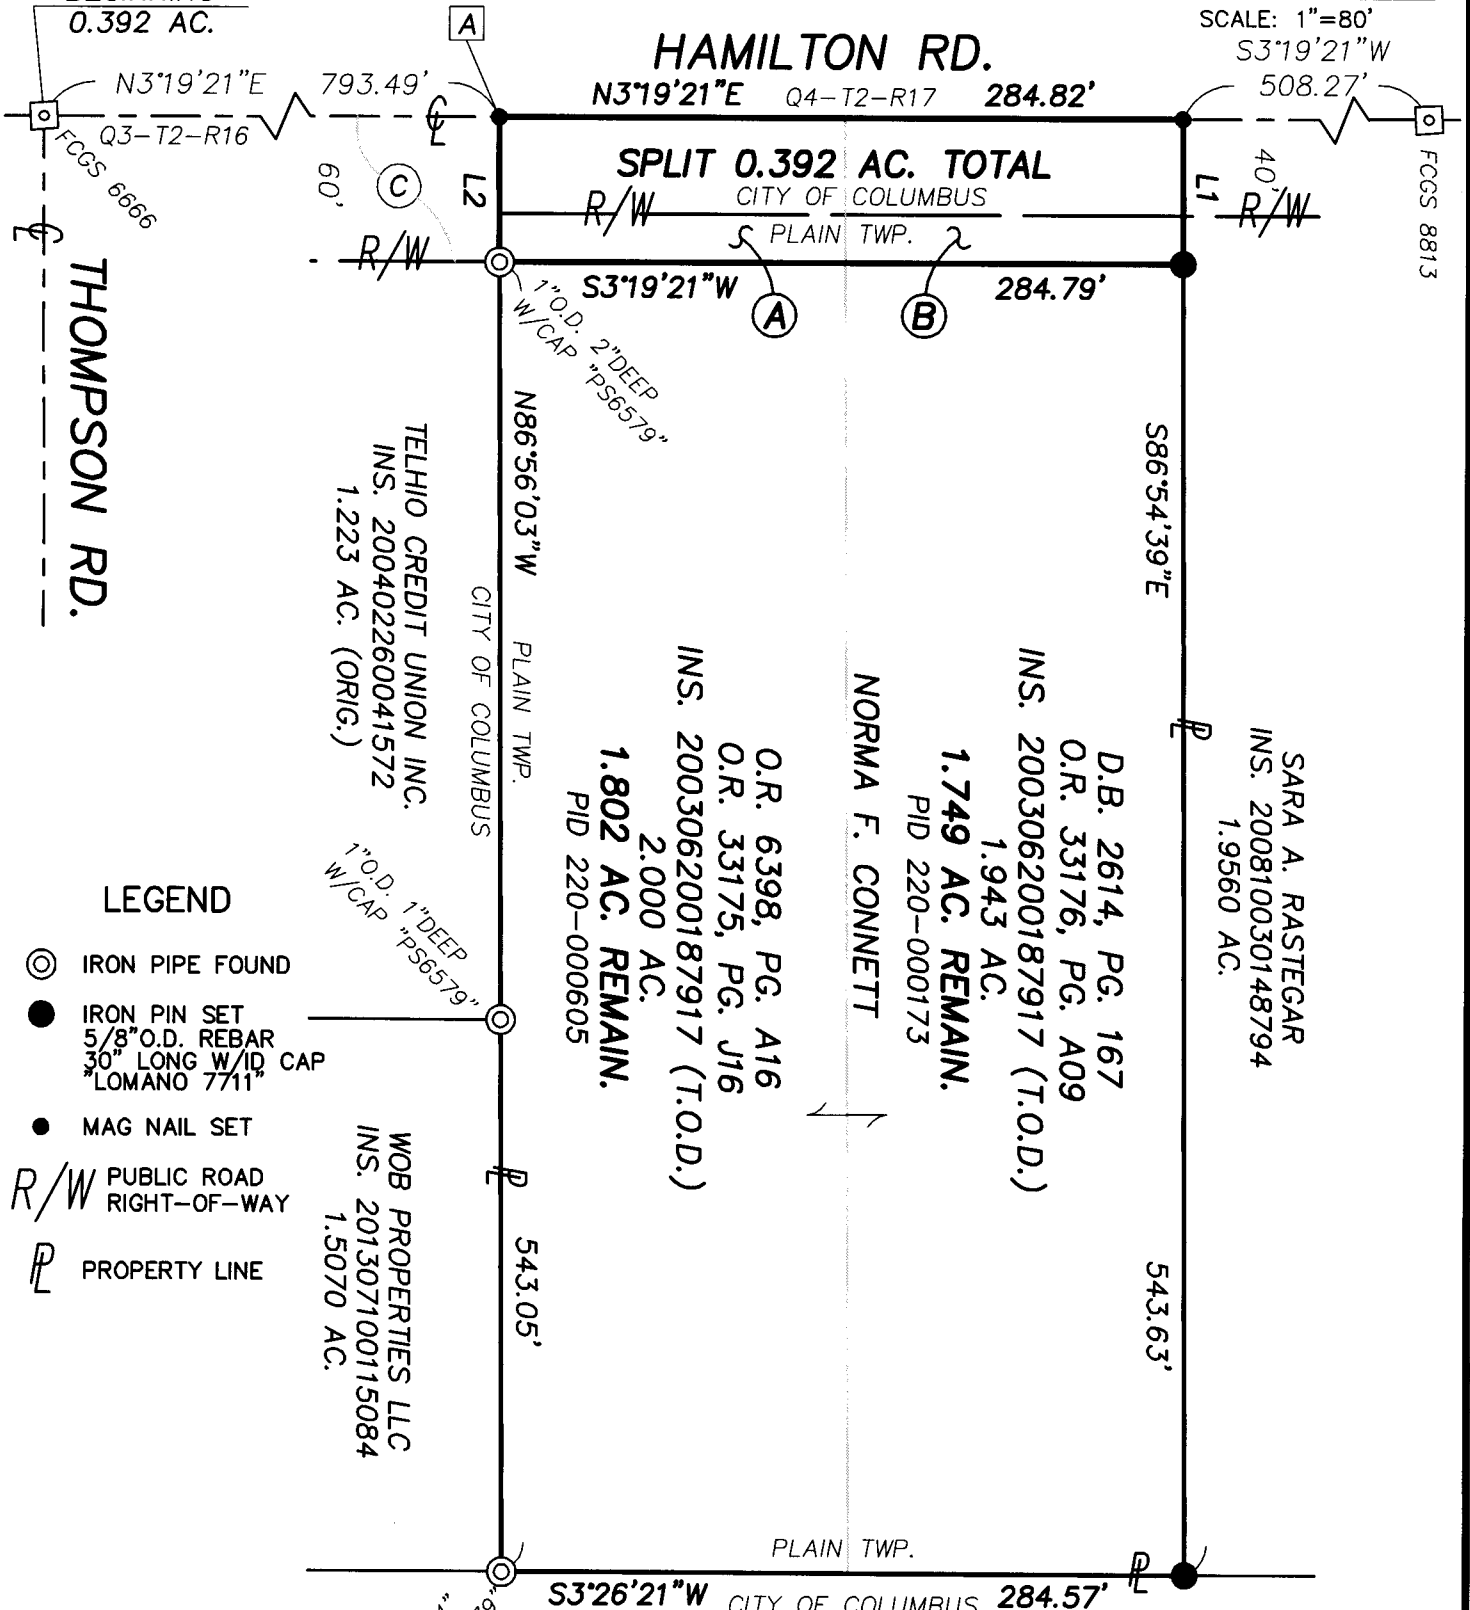 0.392 AC.
A
SCALE: 1"=80'
HAMILTON RD.
S3°19'21"W
508.27'
N3°19'21"E 793.49'
N3°19'21"E Q4-T2-R17 284.82'
Q3-T2-R16
FCGS 6666
60'
C
L2
SPLIT 0.392 AC. TOTAL
CITY OF COLUMBUS
R/W
PLAIN TWP.
L1
40'
R/W
FCGS 8813
R/W
S3°19'21"W 284.79'
A
B
THOMPSON RD.
1"O.D. 2"DEEP
W/CAP "PS6579"
N86°56'03"W
S86°54'39"E
TELHIO CREDIT UNION INC.
INS. 200402260041572
1.223 AC. (ORIG.)
PLAIN TWP.
CITY OF COLUMBUS
SARA A. RASTEGAR
INS. 200810030148794
1.9560 AC.
D.B. 2614, PG. 167
O.R. 33176, PG. A09
INS. 200306200187917 (T.O.D.)
1.943 AC.
1.749 AC. REMAIN.
PID 220-000173
NORMA F. CONNETT
O.R. 6398, PG. A16
O.R. 33175, PG. J16
INS. 200306200187917 (T.O.D.)
2.000 AC.
1.802 AC. REMAIN.
PID 220-000605
1"O.D. 1"DEEP
W/CAP "PS6579"
LEGEND
IRON PIPE FOUND
IRON PIN SET
5/8"O.D. REBAR
30" LONG W/ID CAP
"LOMANO 7711"
MAG NAIL SET
R/W PUBLIC ROAD
RIGHT-OF-WAY
PL PROPERTY LINE
WOB PROPERTIES LLC
INS. 201307100115084
1.5070 AC.
543.05'
543.63'
PLAIN TWP.
S3°26'21"W CITY OF COLUMBUS 284.57'